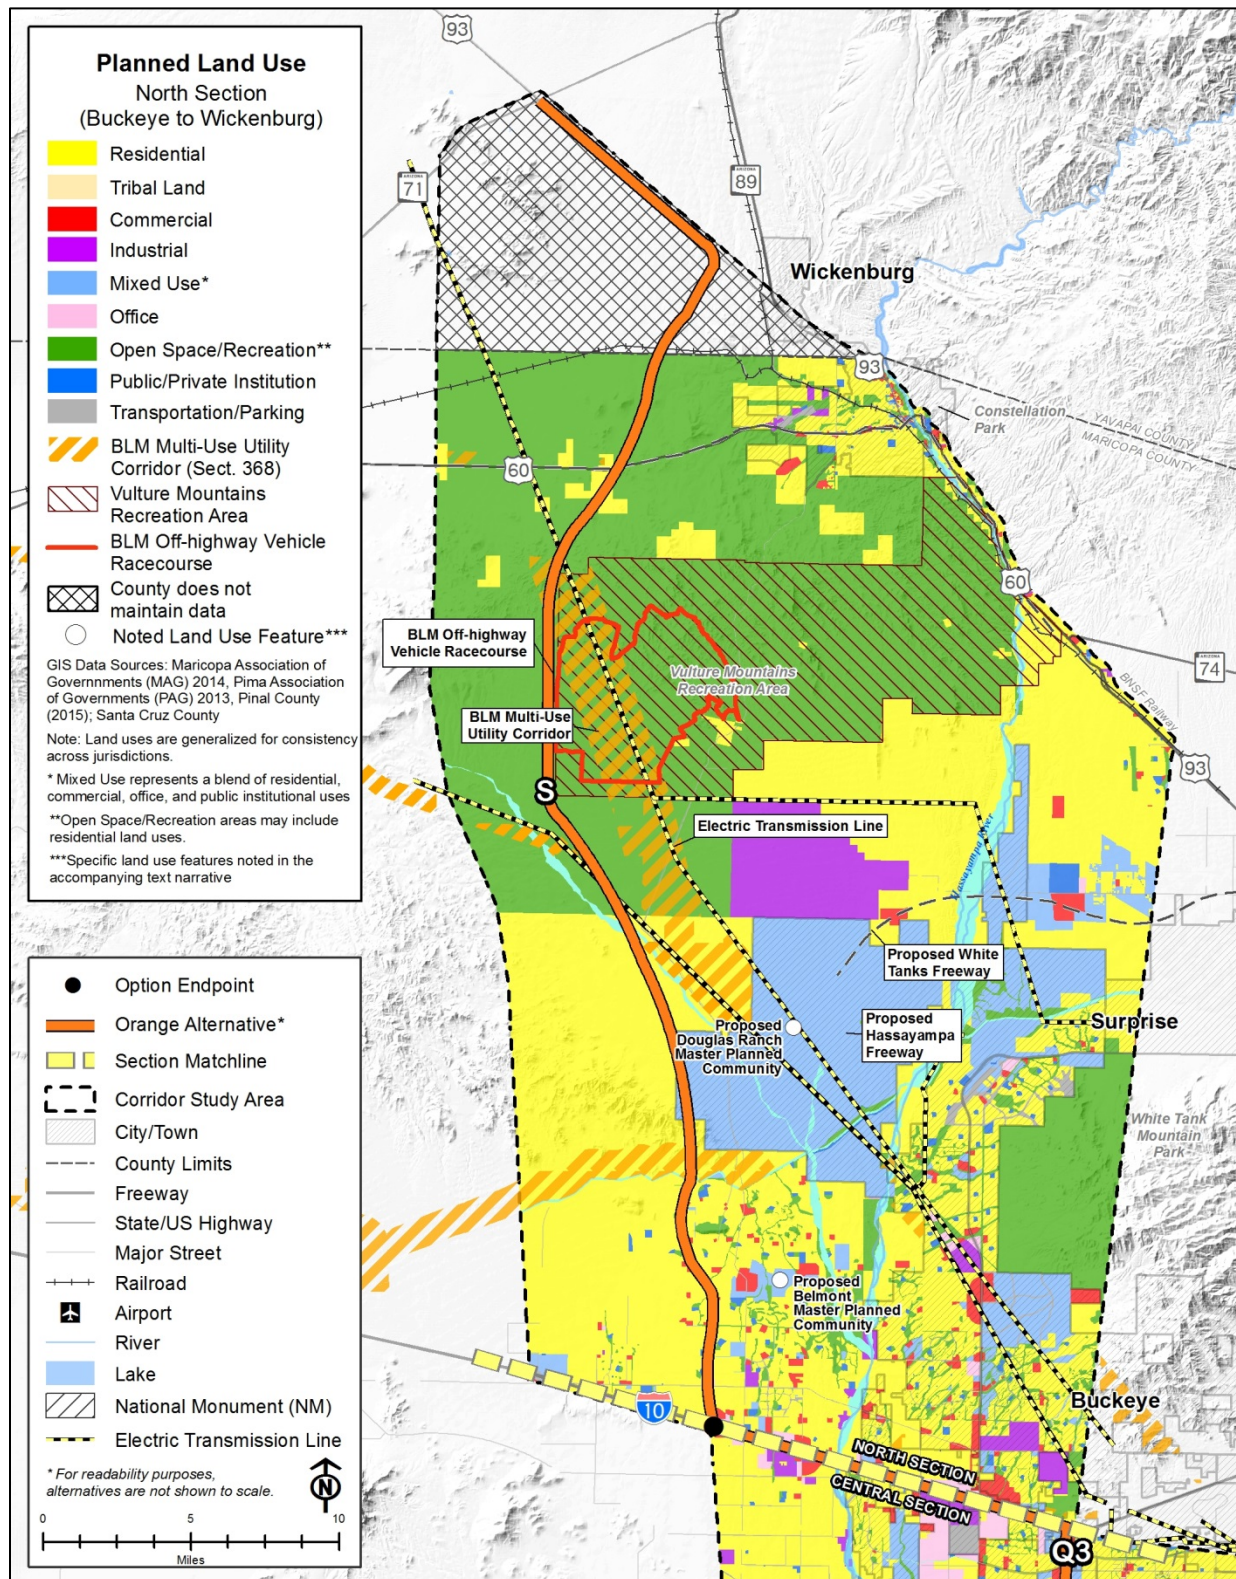 Planned Land Use
North Section
(Buckeye to Wickenburg)
Residential
Tribal Land
Commercial
Industrial
Mixed Use*
Office
Open Space/Recreation**
Public/Private Institution
Transportation/Parking
BLM Multi-Use Utility
Corridor (Sect. 368)
Vulture Mountains
Recreation Area
BLM Off-highway Vehicle
Racecourse
County does not
maintain data
Noted Land Use Feature***
GIS Data Sources: Maricopa Association of
Governnments (MAG) 2014, Pima Association
of Governments (PAG) 2013, Pinal County
(2015); Santa Cruz County
Note: Land uses are generalized for consistency
across jurisdictions.
* Mixed Use represents a blend of residential,
commercial, office, and public institutional uses
**Open Space/Recreation areas may include
residential land uses.
***Specific land use features noted in the
accompanying text narrative
Option Endpoint
Orange Alternative*
Section Matchline
Corridor Study Area
City/Town
County Limits
Freeway
State/US Highway
Major Street
Railroad
Airport
River
Lake
National Monument (NM)
Electric Transmission Line
* For readability purposes,
alternatives are not shown to scale.
N
0 5 10
Miles
93
ARIZONA
71
ARIZONA
89
Wickenburg
93
Constellation
Park
YAVAPAI COUNTY
MARICOPA COUNTY
60
60
BLM Off-highway
Vehicle Racecourse
Vulture Mountains
Recreation Area
ARIZONA
74
BNSF Railway
93
BLM Multi-Use
Utility Corridor
S
Electric Transmission Line
Hassayampa River
Proposed White
Tanks Freeway
Proposed
Douglas Ranch
Master Planned
Community
Proposed
Hassayampa
Freeway
Surprise
White Tank
Mountain
Park
Proposed
Belmont
Master Planned
Community
Buckeye
10
NORTH SECTION
CENTRAL SECTION
Q3